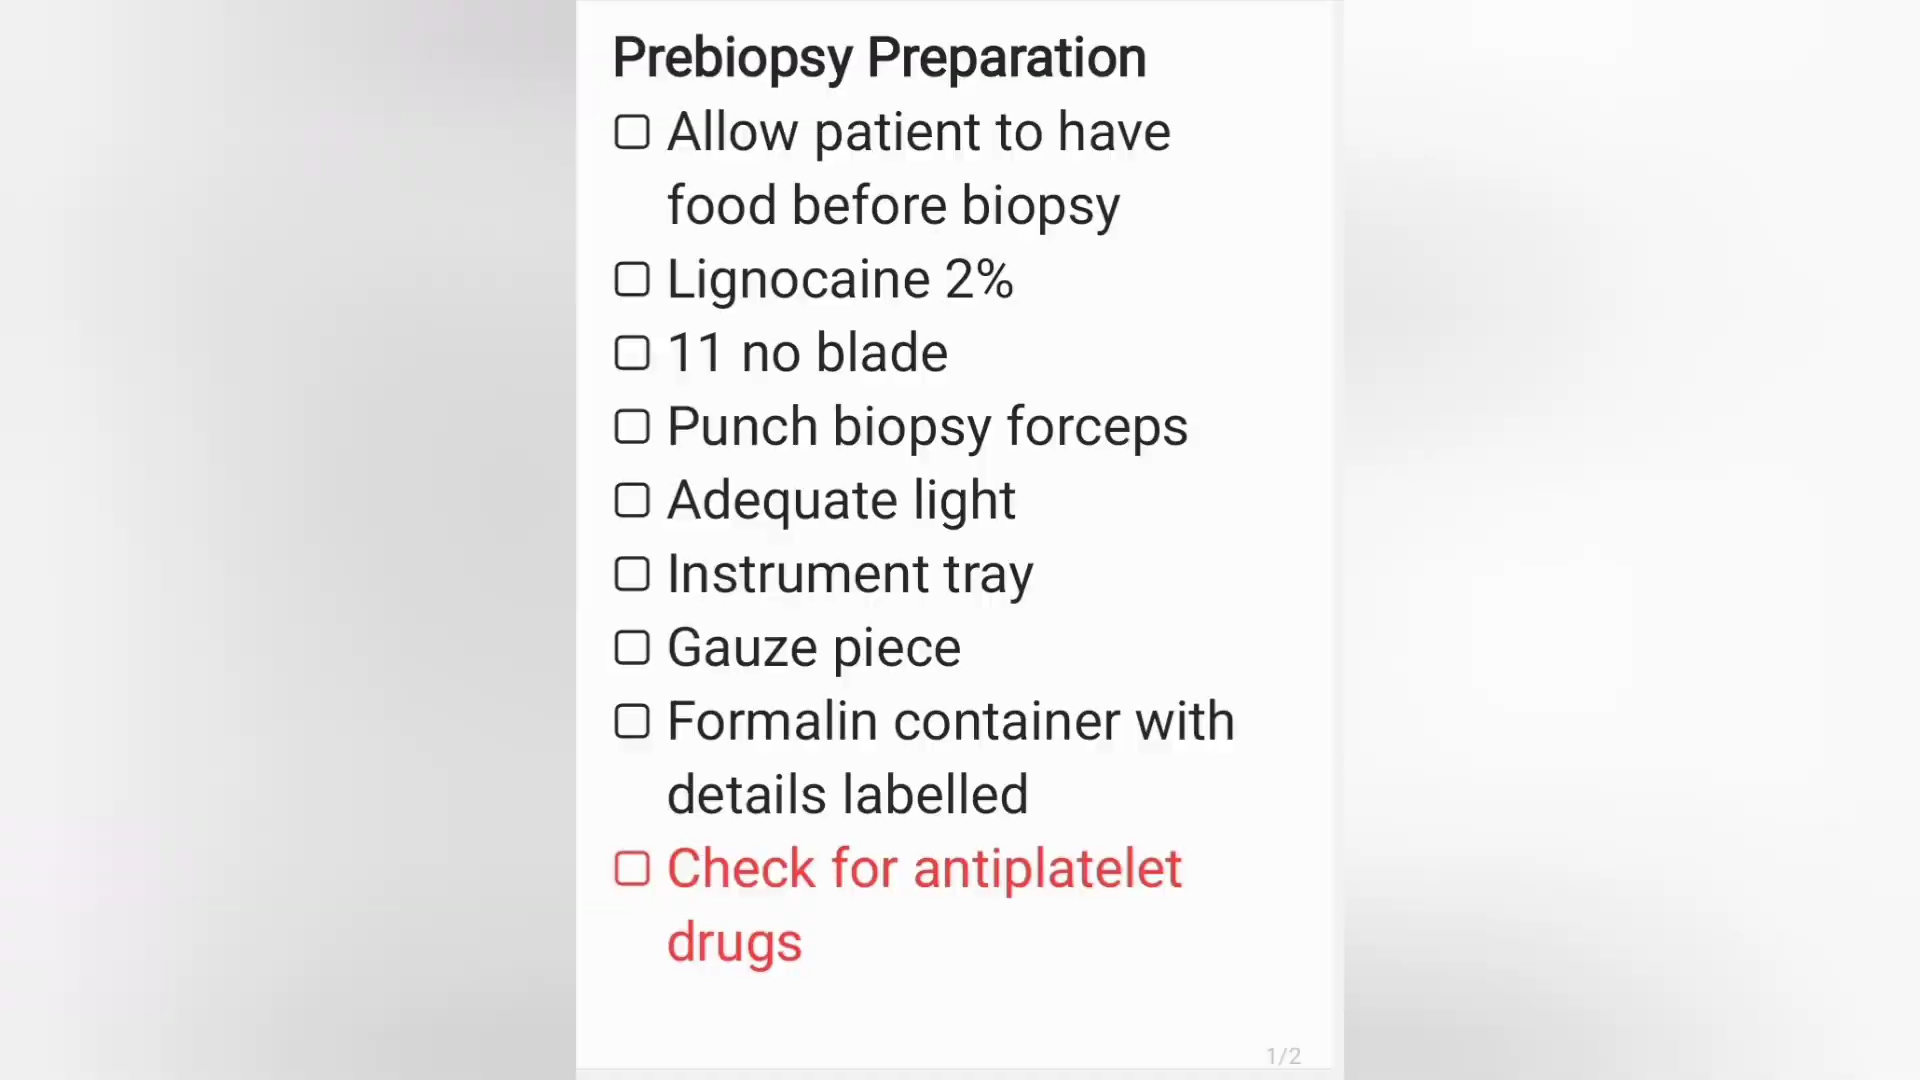 Prebiopsy Preparation
Allow patient to have
food before biopsy
Lignocaine 2%
11 no blade
Punch biopsy forceps
Adequate light
Instrument tray
Gauze piece
Formalin container with
details labelled
Check for antiplatelet
drugs
1/2